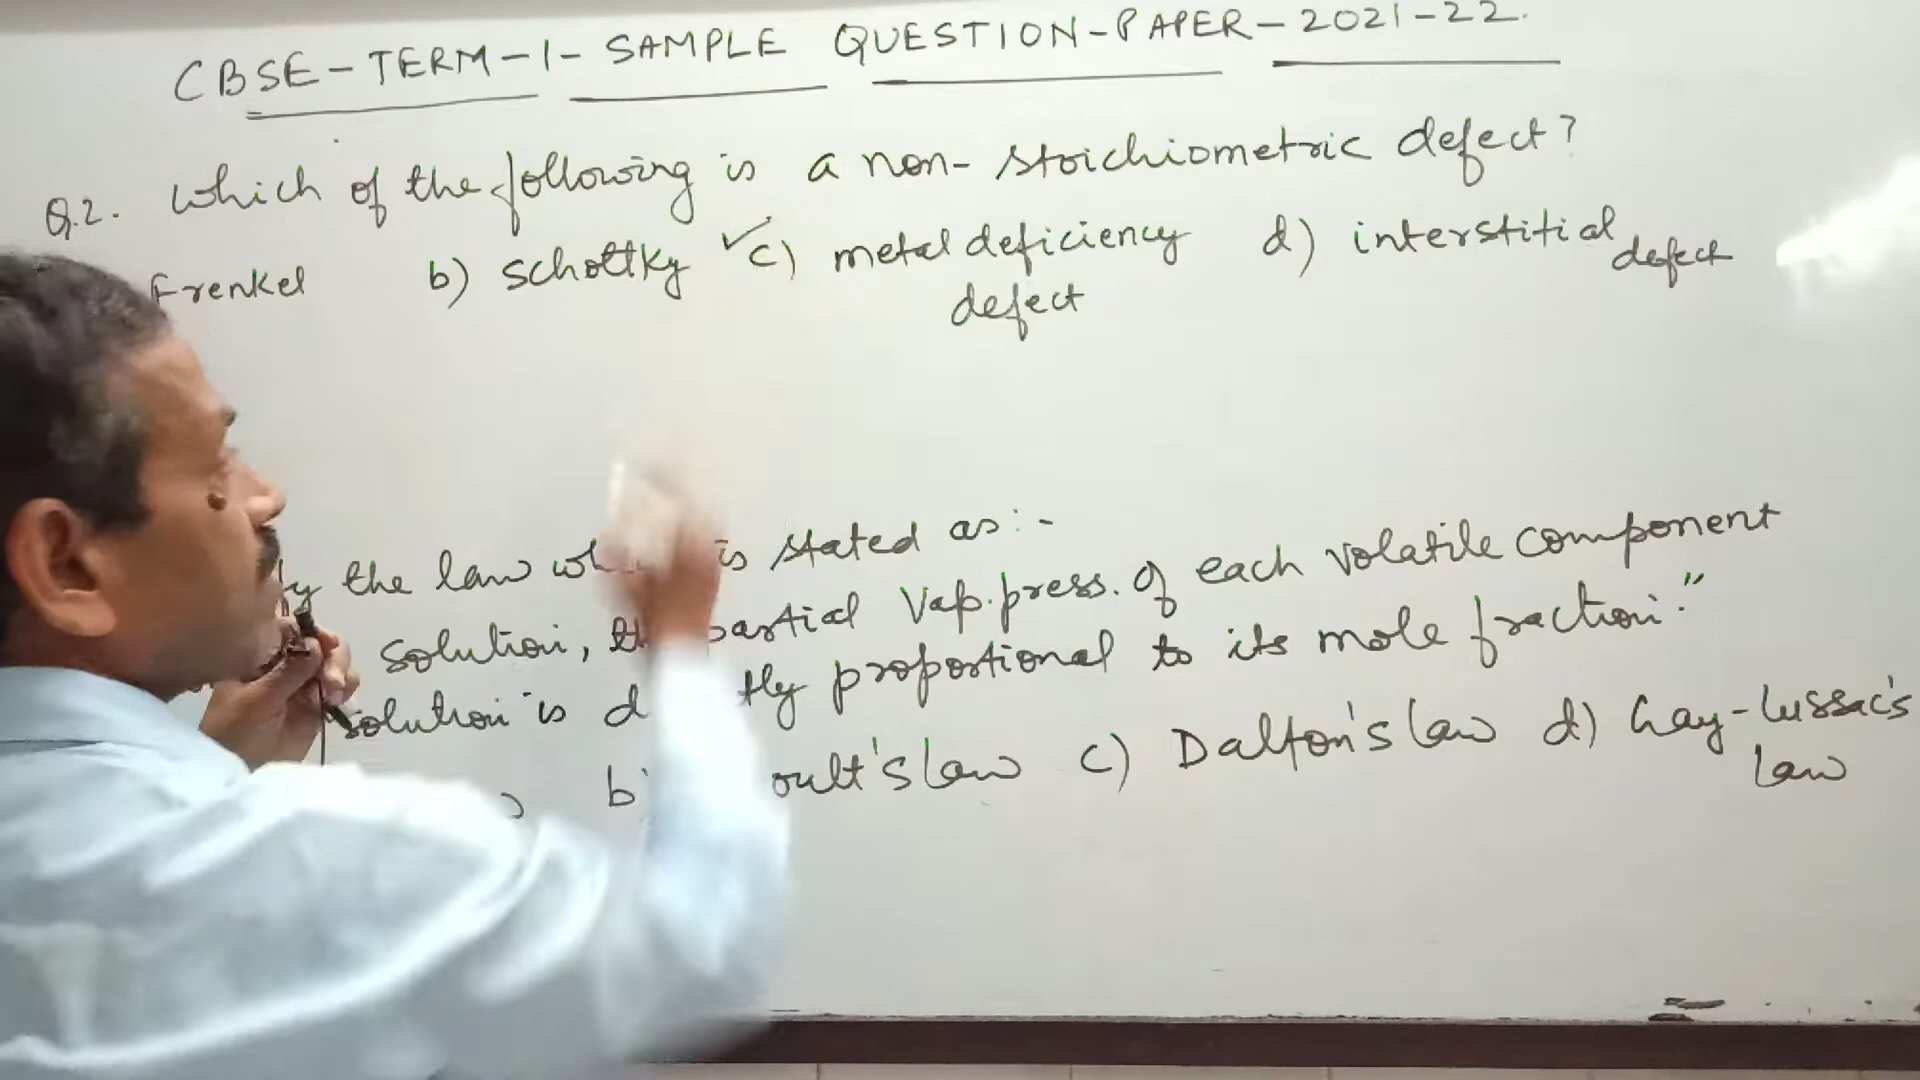 CBSE-TERM-1- SAMPLE QUESTION-PAPER-2021-22.
Q.2. Which of the following is a non-stoichiometric defect?
Frenkel b) Schottky ✓c) metal deficiency defect d) interstitial defect
the law is stated as:-
solution, partial Vap.press. of each volatile component
solution is proportional to its mole fraction."
b) law c) Dalton's law d) Gay-Lussac's law